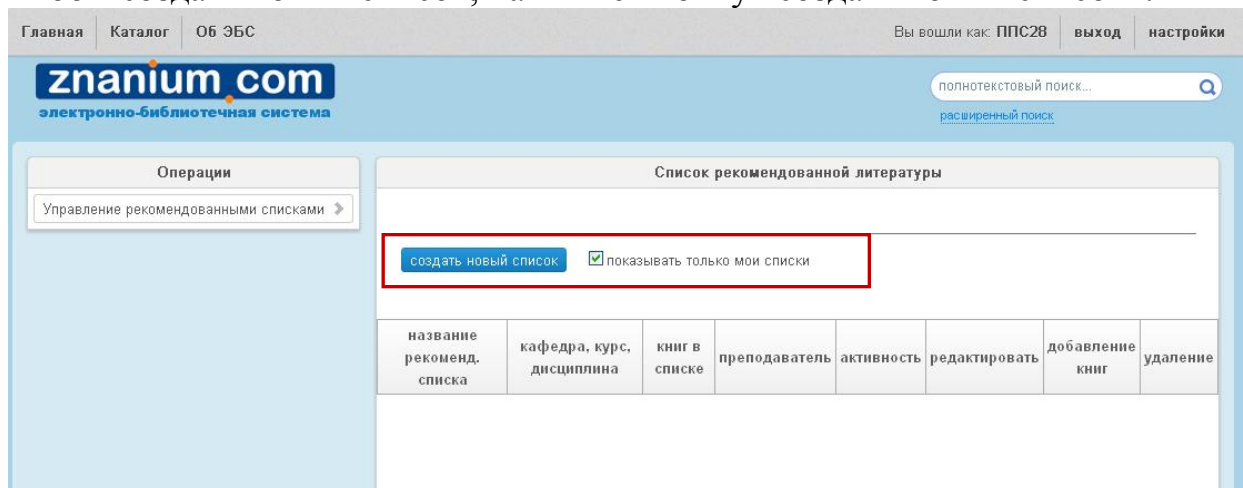 Главная Каталог Об ЭБС Вы вошли как: ППС28 выход настройки
znanium.com
электронно-библиотечная система
полнотекстовый поиск...
расширенный поиск
Операции
Управление рекомендованными списками
Список рекомендованной литературы
создать новый список показывать только мои списки
название рекоменд. списка
кафедра, курс, дисциплина
книг в списке
преподаватель
активность
редактировать
добавление книг
удаление